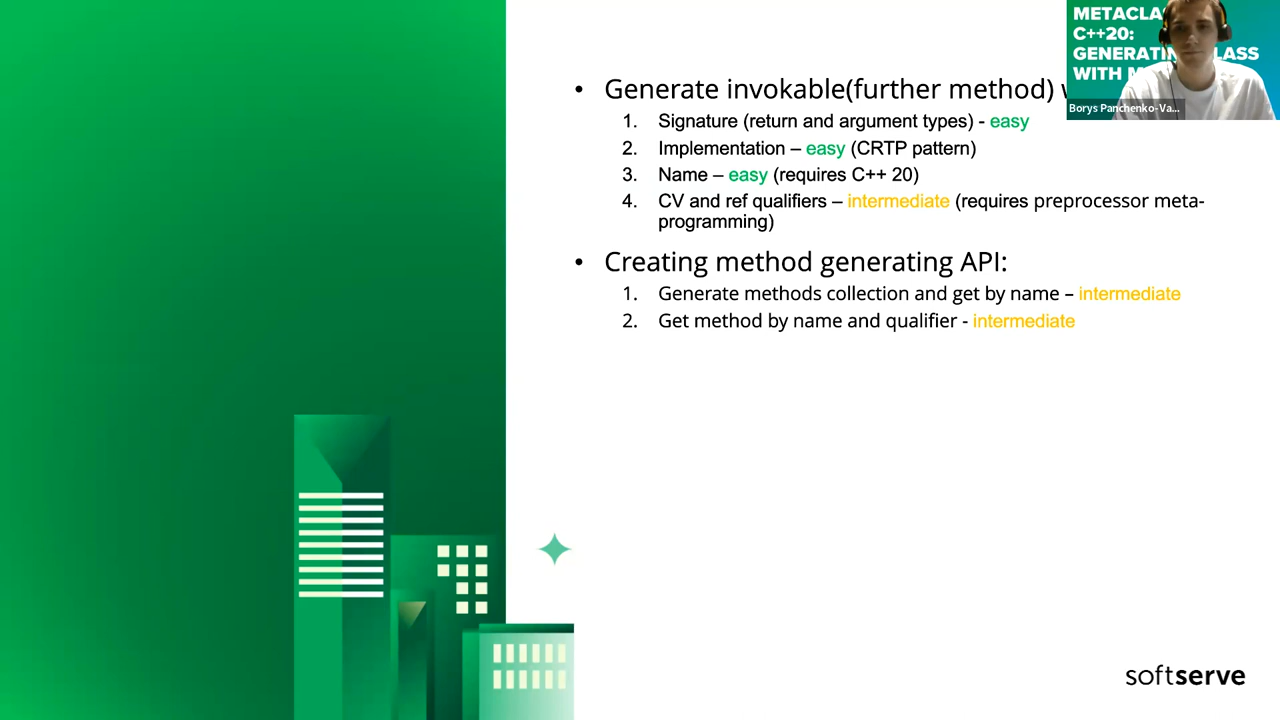 METACLA
C++20:
GENERATIN LASS
WITH M
Borys Panchenko-Va...
• Generate invokable(further method)
1. Signature (return and argument types) - easy
2. Implementation – easy (CRTP pattern)
3. Name – easy (requires C++ 20)
4. CV and ref qualifiers – intermediate (requires preprocessor meta-
programming)
• Creating method generating API:
1. Generate methods collection and get by name – intermediate
2. Get method by name and qualifier - intermediate
softserve